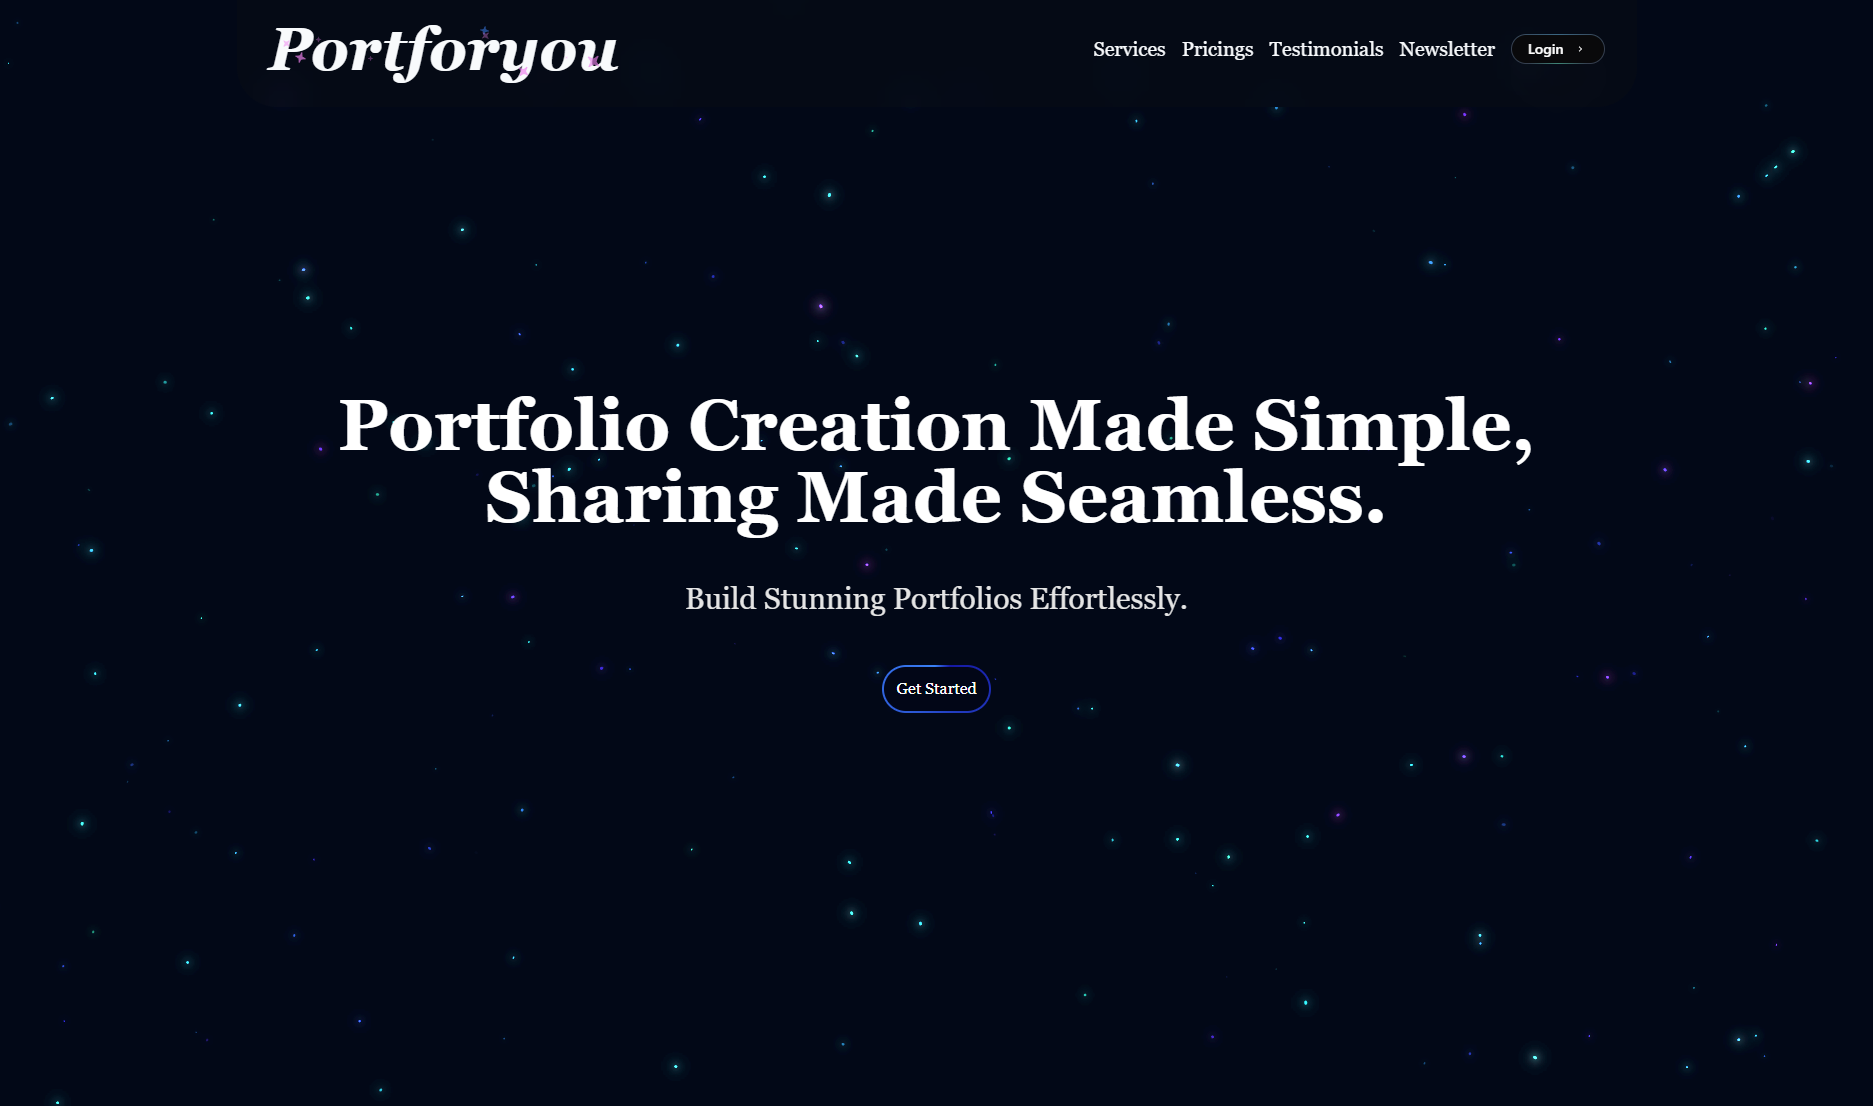 Portforyou
Services Pricings Testimonials Newsletter Login ›
Portfolio Creation Made Simple,
Sharing Made Seamless.
Build Stunning Portfolios Effortlessly.
Get Started